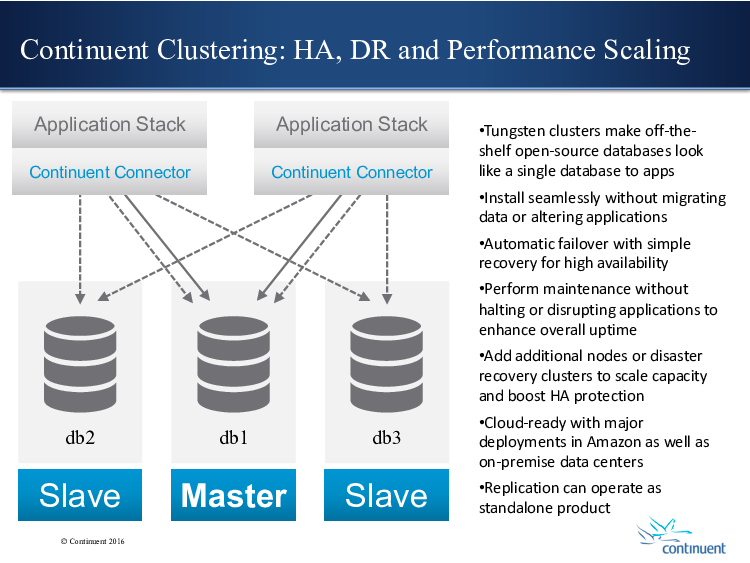 Continuent Clustering: HA, DR and Performance Scaling
Application Stack
Application Stack
Continuent Connector
Continuent Connector
db2
db1
db3
Slave
Master
Slave
•Tungsten clusters make off-the-
shelf open-source databases look
like a single database to apps
•Install seamlessly without migrating
data or altering applications
•Automatic failover with simple
recovery for high availability
•Perform maintenance without
halting or disrupting applications to
enhance overall uptime
•Add additional nodes or disaster
recovery clusters to scale capacity
and boost HA protection
•Cloud-ready with major
deployments in Amazon as well as
on-premise data centers
•Replication can operate as
standalone product
© Continuent 2016
continuent